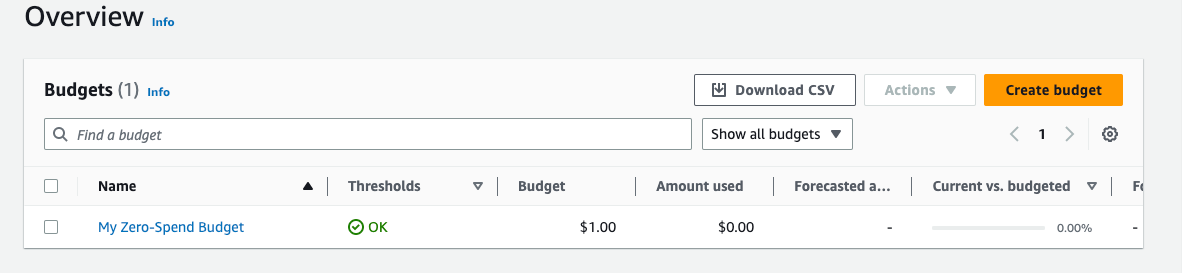 Overview Info
Budgets (1) Info
Download CSV
Actions
Create budget
Find a budget
Show all budgets
1
Name Thresholds Budget Amount used Forecasted a... Current vs. budgeted Fo
My Zero-Spend Budget OK $1.00 $0.00 - 0.00% -